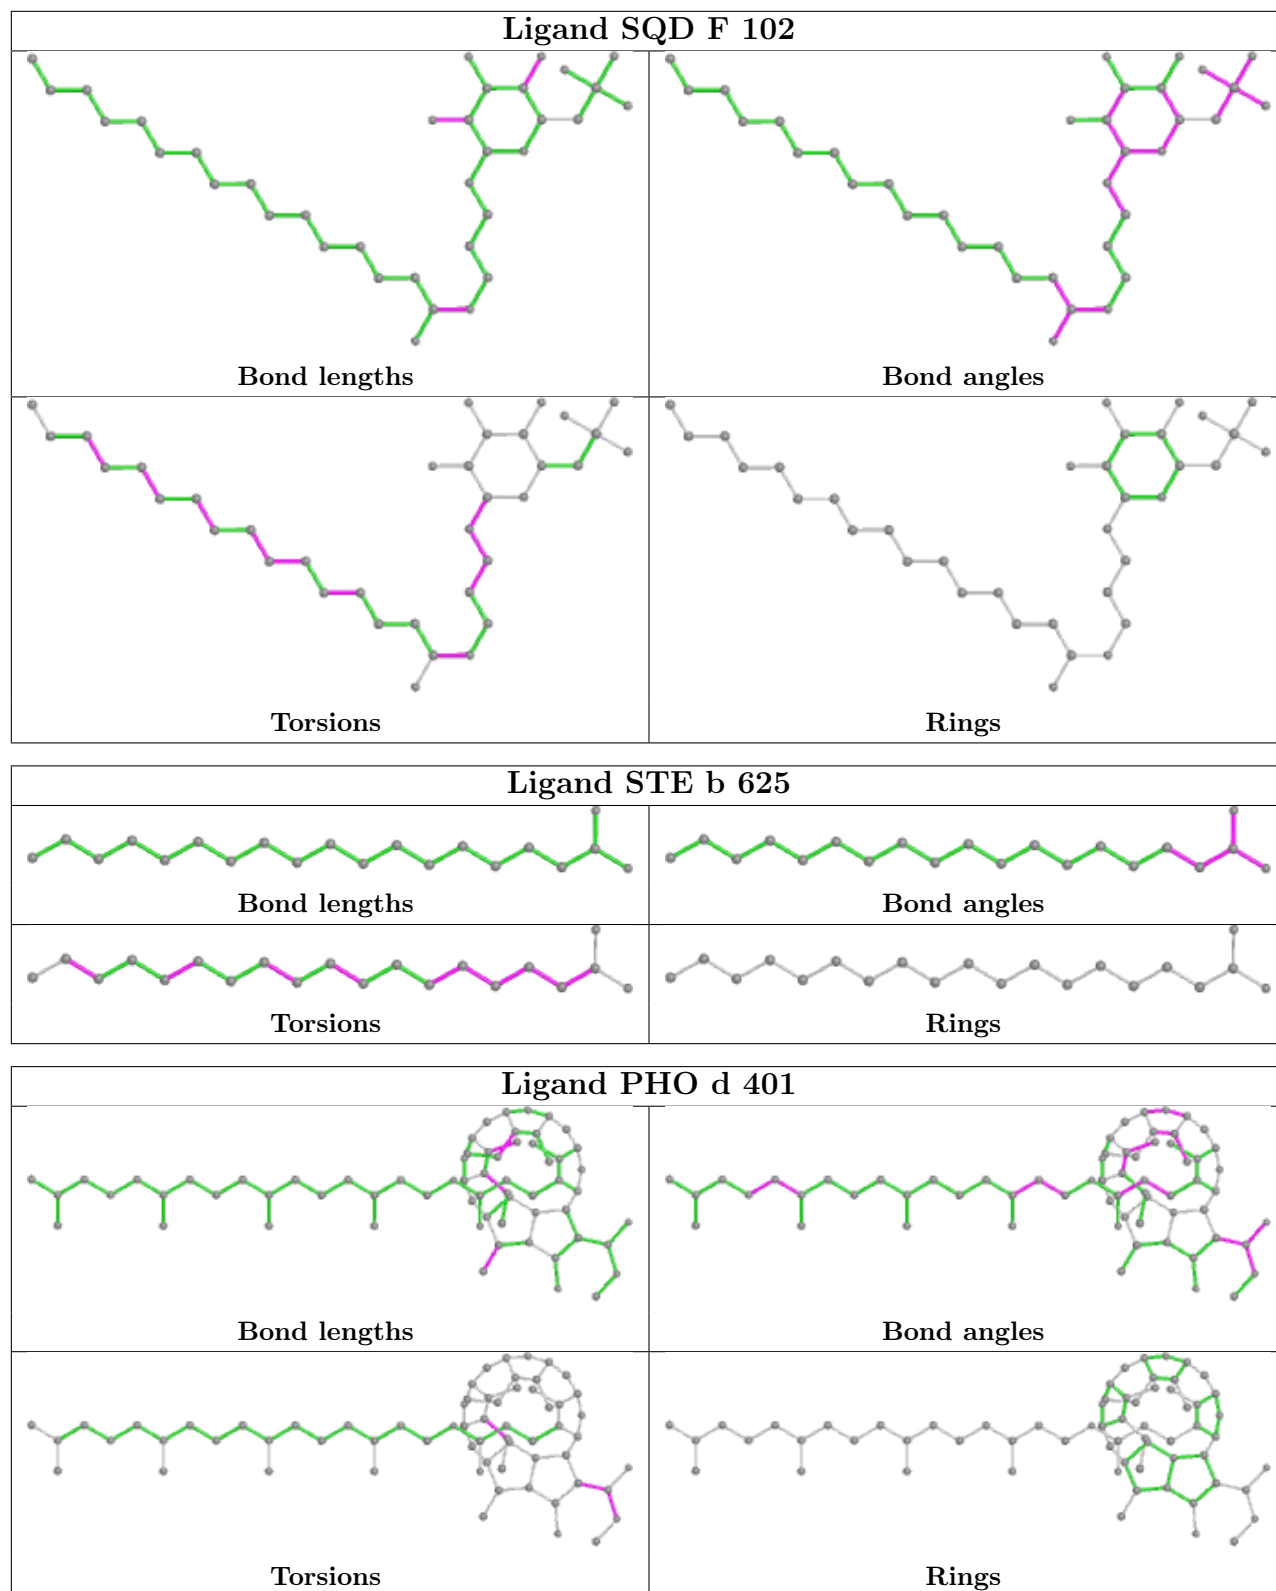 Ligand SQD F 102
Bond lengths
Bond angles
Torsions
Rings
Ligand STE b 625
Bond lengths
Bond angles
Torsions
Rings
Ligand PHO d 401
Bond lengths
Bond angles
Torsions
Rings